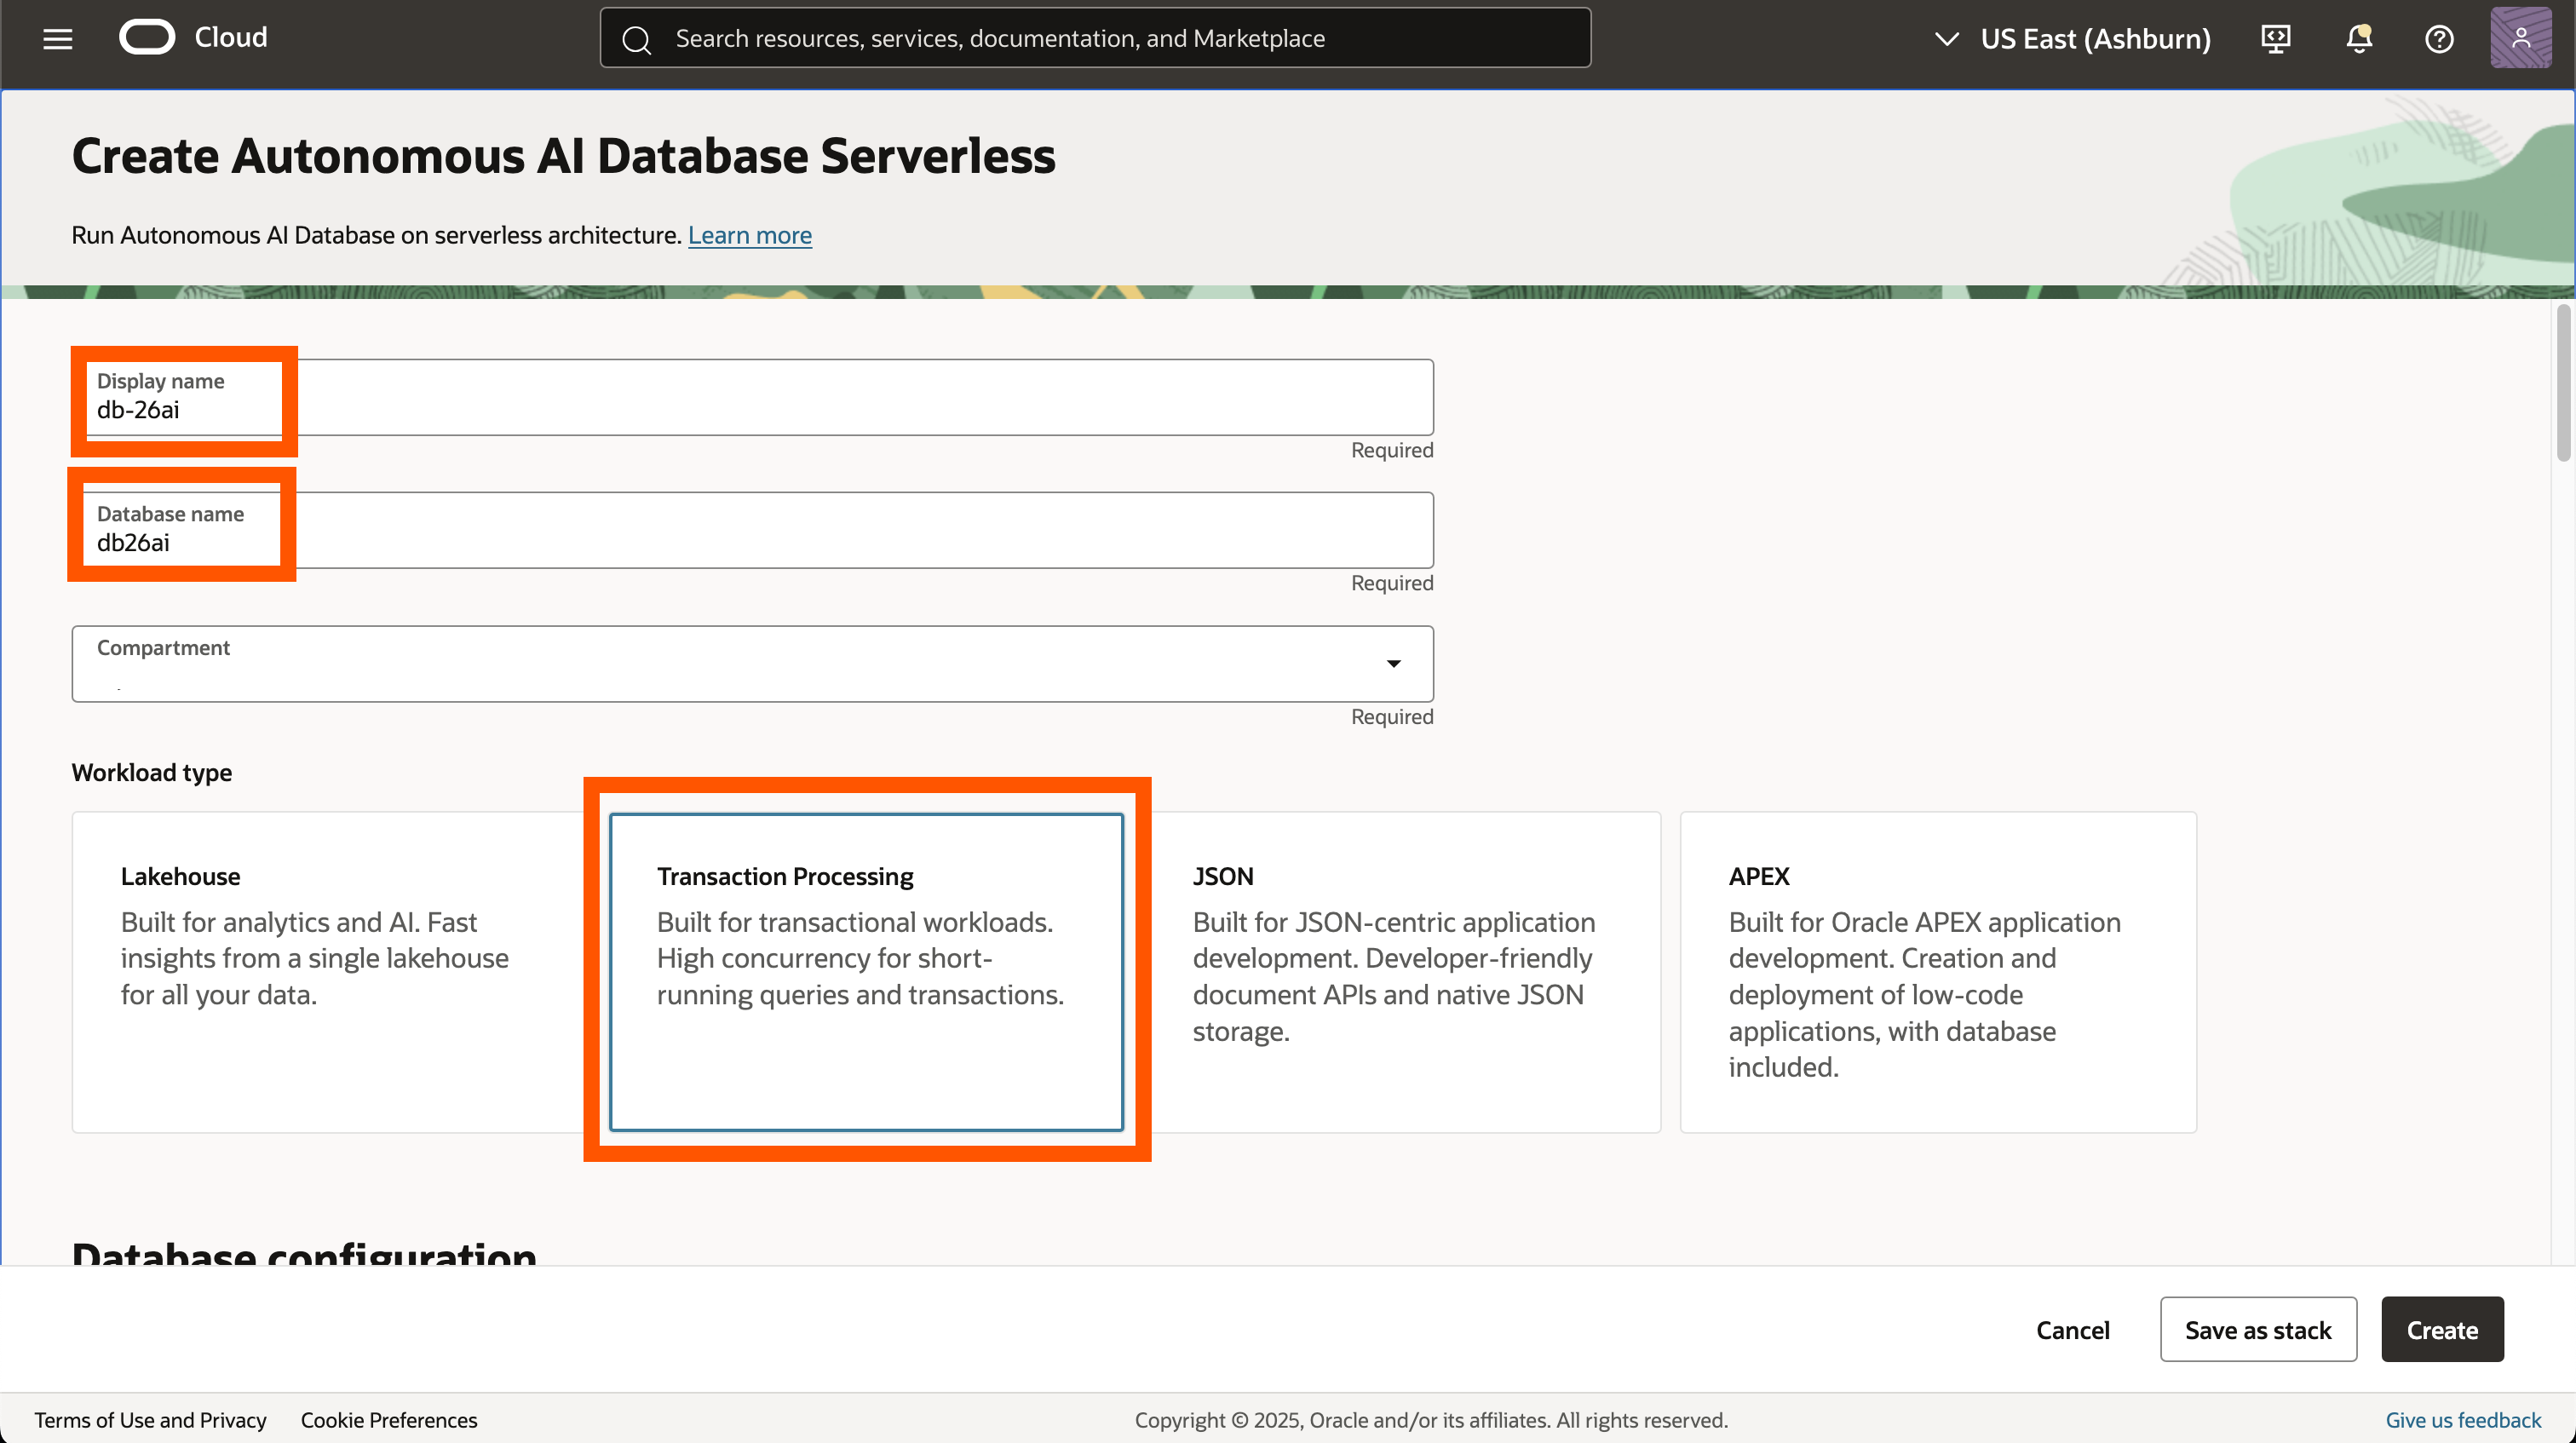 Cloud
Search resources, services, documentation, and Marketplace
US East (Ashburn)
Create Autonomous AI Database Serverless
Run Autonomous AI Database on serverless architecture. Learn more
Display name
db-26ai
Required
Database name
db26ai
Required
Compartment
Required
Workload type
Lakehouse
Built for analytics and AI. Fast
insights from a single lakehouse
for all your data.
Transaction Processing
Built for transactional workloads.
High concurrency for short-
running queries and transactions.
JSON
Built for JSON-centric application
development. Developer-friendly
document APIs and native JSON
storage.
APEX
Built for Oracle APEX application
development. Creation and
deployment of low-code
applications, with database
included.
Database configuration
Cancel
Save as stack
Create
Terms of Use and Privacy
Cookie Preferences
Copyright © 2025, Oracle and/or its affiliates. All rights reserved.
Give us feedback